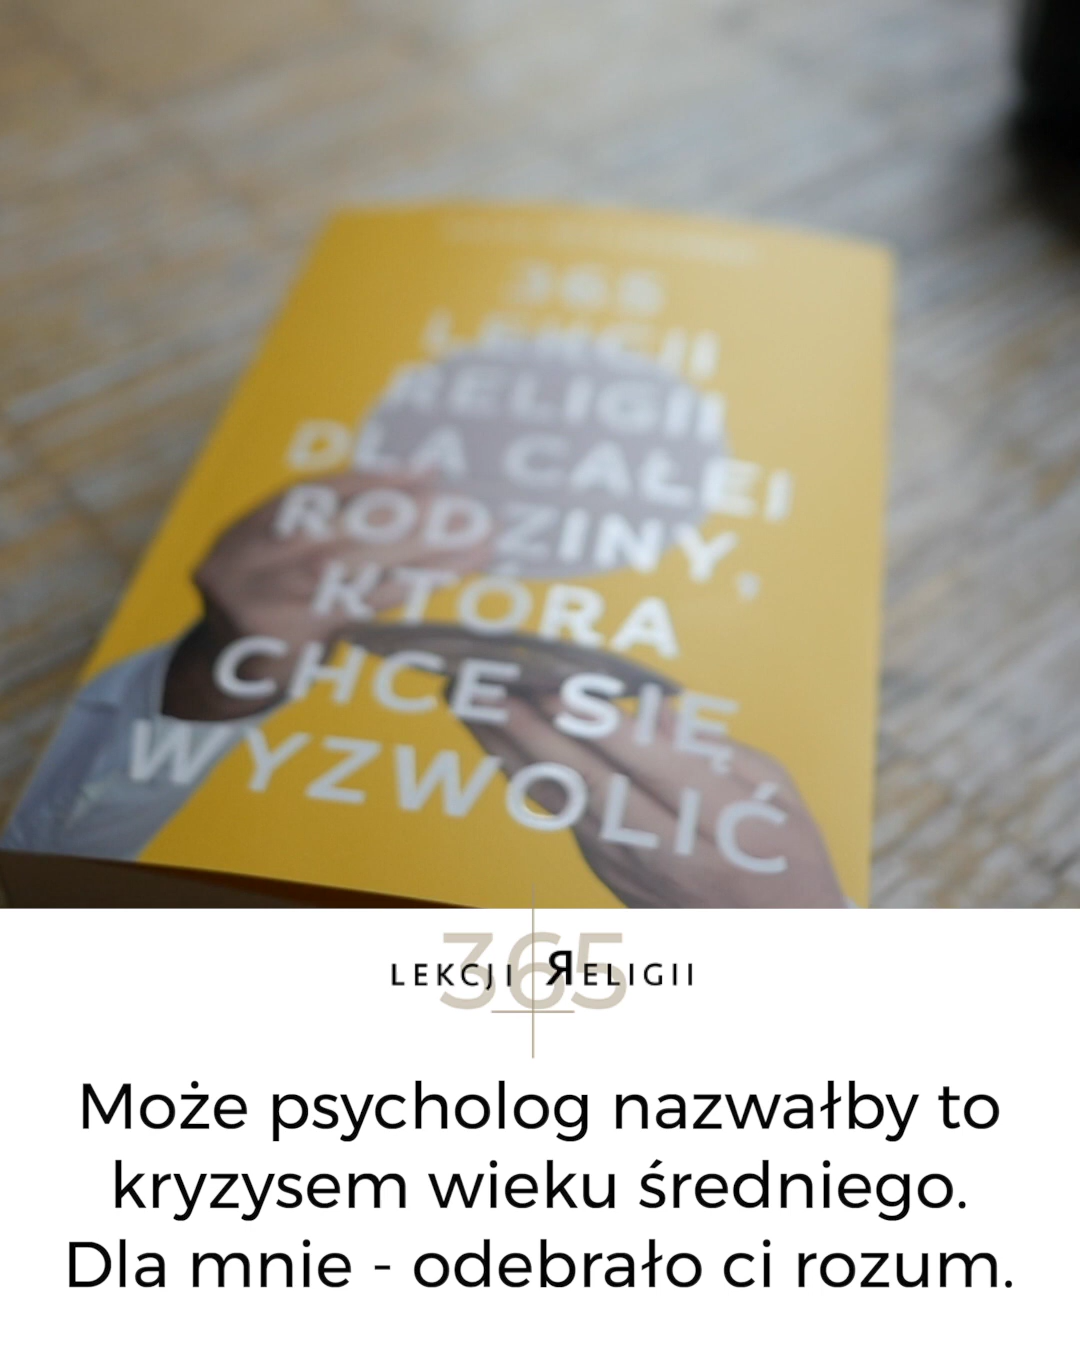 365
LEKCJI
RELIGII
DLA CAŁEJ
RODZINY,
KTÓRA
CHCE SIĘ
WYZWOLIĆ
365
LEKCJI ЯELIGII
Może psycholog nazwałby to
kryzysem wieku średniego.
Dla mnie - odebrało ci rozum.